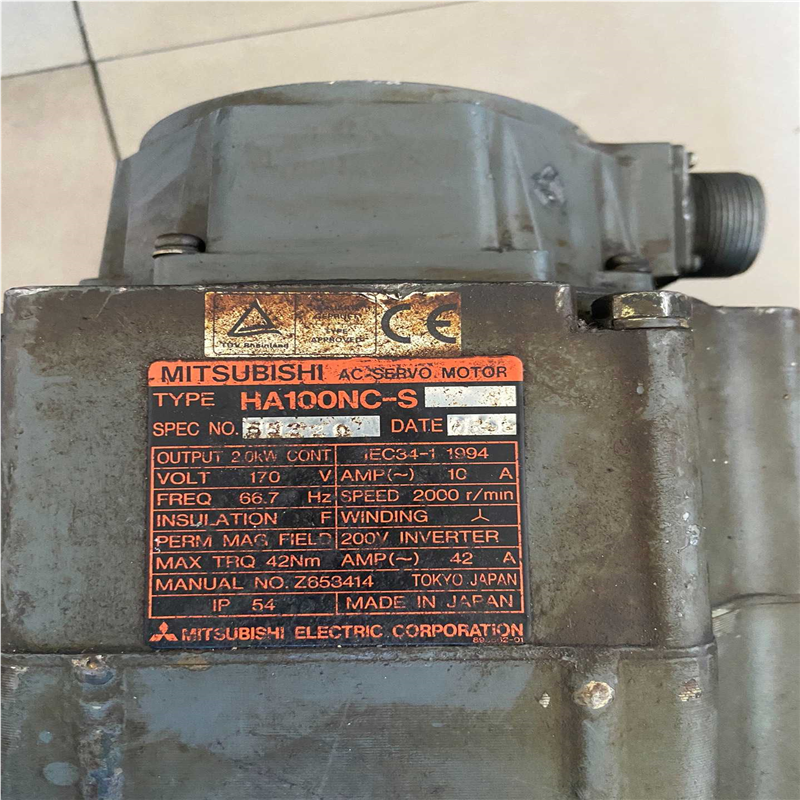 TÜV Rheinland
TYPE
APPROVED
CE
MITSUBISHI AC-SERVO MOTOR
TYPE HA100NC-S
SPEC NO. DATE
OUTPUT 2.0kW CONT IEC34-1 1994
VOLT 170 V AMP(~) 10 A
FREQ 66.7 Hz SPEED 2000 r/min
INSULATION F WINDING
PERM MAG. FIELD 200V INVERTER
MAX TRQ 42Nm AMP(~) 42 A
MANUAL NO. Z653414 TOKYO JAPAN
IP 54 MADE IN JAPAN
MITSUBISHI ELECTRIC CORPORATION